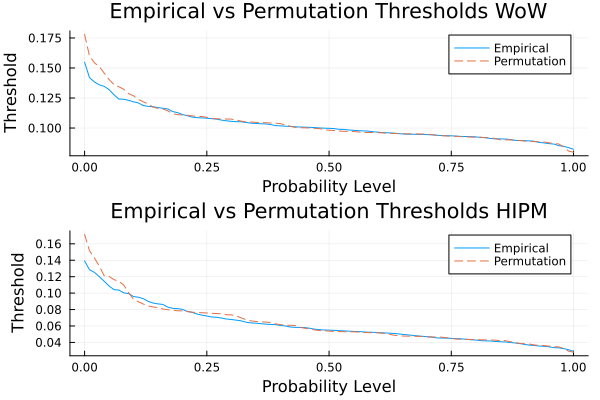 Empirical vs Permutation Thresholds WoW
Threshold
0.175
0.150
0.125
0.100
Empirical
Permutation
0.00 0.25 0.50 0.75 1.00
Probability Level
Empirical vs Permutation Thresholds HIPM
Threshold
0.16
0.14
0.12
0.10
0.08
0.06
0.04
Empirical
Permutation
0.00 0.25 0.50 0.75 1.00
Probability Level